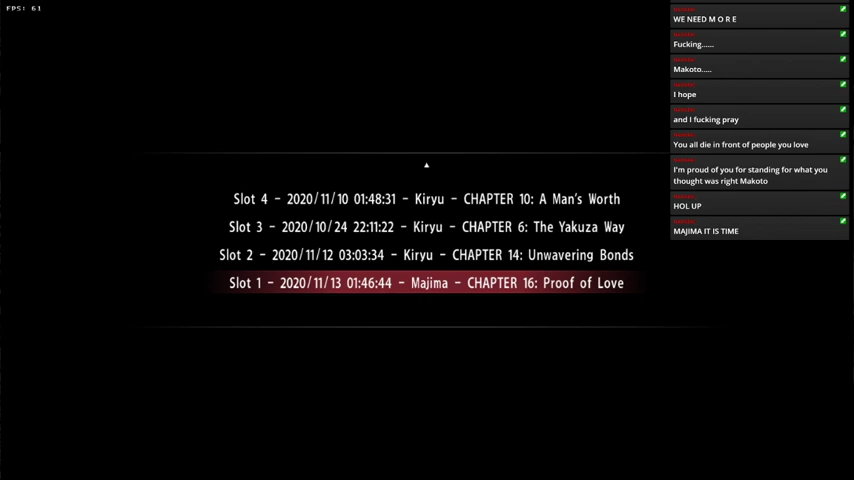 FPS: 61
WE NEED M O R E
Fucking......
Makoto.....
I hope
and I fucking pray
You all die in front of people you love
I'm proud of you for standing for what you
thought was right Makoto
HOL UP
MAJIMA IT IS TIME
Slot 4 - 2020/11/10 01:48:31 - Kiryu - CHAPTER 10: A Man's Worth
Slot 3 - 2020/10/24 22:11:22 - Kiryu - CHAPTER 6: The Yakuza Way
Slot 2 - 2020/11/12 03:03:34 - Kiryu - CHAPTER 14: Unwavering Bonds
Slot 1 - 2020/11/13 01:46:44 - Majima - CHAPTER 16: Proof of Love